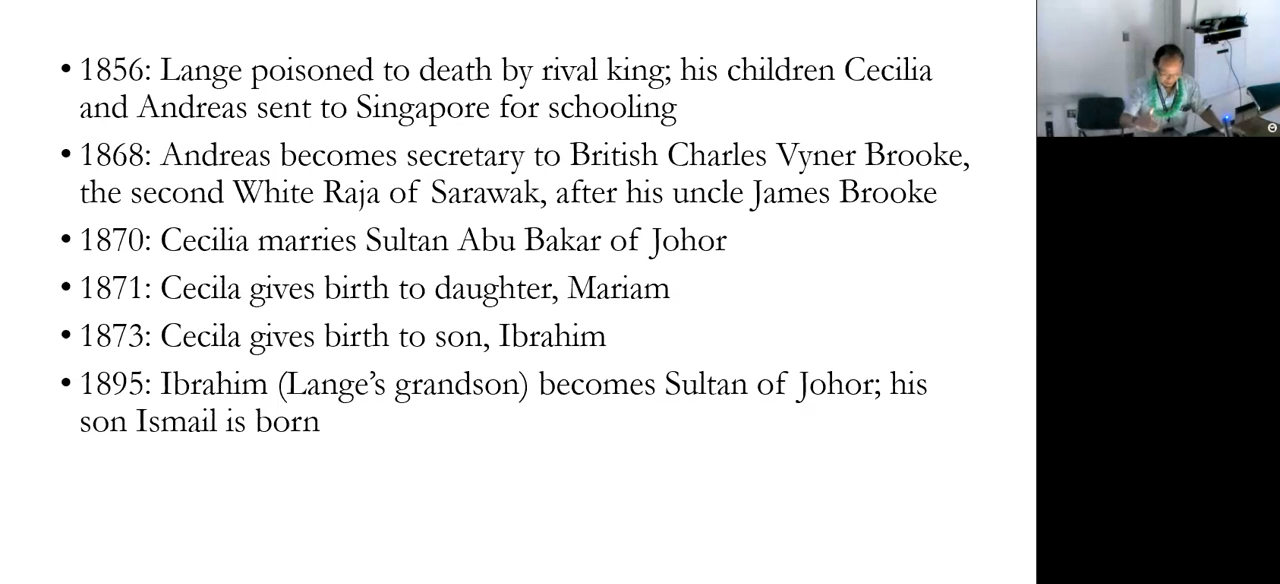 • 1856: Lange poisoned to death by rival king; his children Cecilia
and Andreas sent to Singapore for schooling
• 1868: Andreas becomes secretary to British Charles Vyner Brooke,
the second White Raja of Sarawak, after his uncle James Brooke
• 1870: Cecilia marries Sultan Abu Bakar of Johor
• 1871: Cecila gives birth to daughter, Mariam
• 1873: Cecila gives birth to son, Ibrahim
• 1895: Ibrahim (Lange’s grandson) becomes Sultan of Johor; his
son Ismail is born